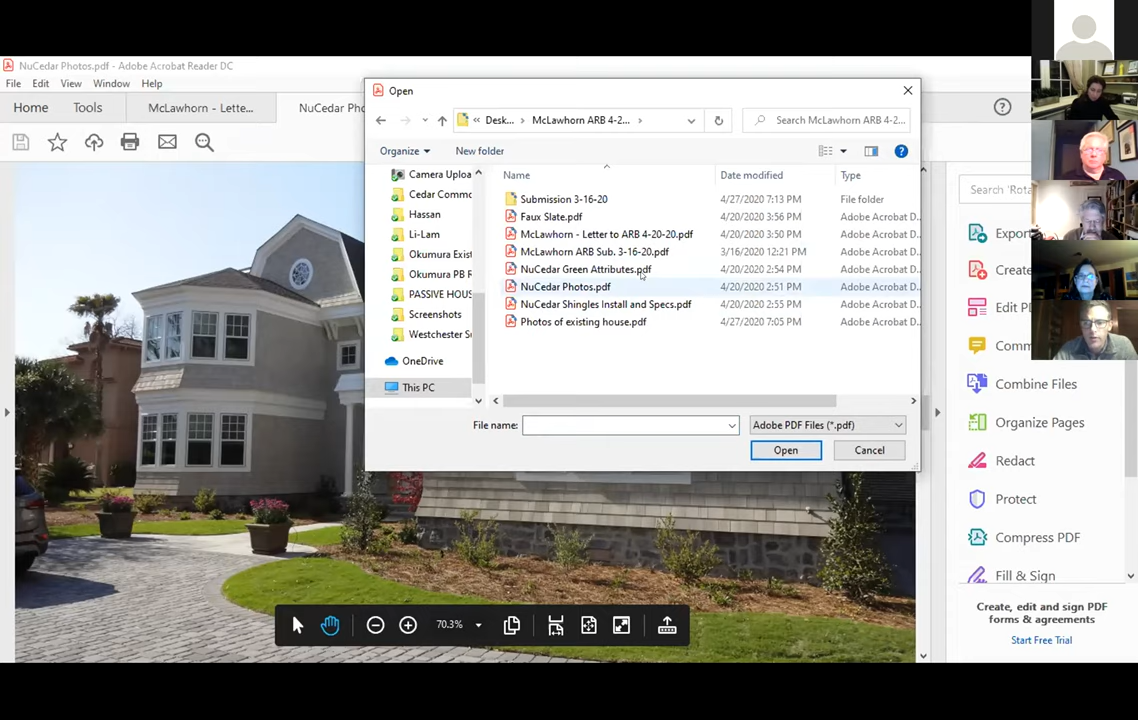 NuCedar Photos.pdf - Adobe Acrobat Reader DC
File Edit View Window Help
Home Tools McLawhorn - Lette... NuCedar Pho
Open
« Desk... > McLawhorn ARB 4-2... > Search McLawhorn ARB 4-2...
Organize New folder
Name Date modified Type
Camera Uploa
Cedar Commo
Hassan
Li-Lam
Okumura Exist
Okumura PB R
PASSIVE HOUS
Screenshots
Westchester Su
OneDrive
This PC
Submission 3-16-20 4/27/2020 7:13 PM File folder
Faux Slate.pdf 4/20/2020 3:56 PM Adobe Acrobat D...
McLawhorn - Letter to ARB 4-20-20.pdf 4/20/2020 3:50 PM Adobe Acrobat D...
McLawhorn ARB Sub. 3-16-20.pdf 3/16/2020 12:21 PM Adobe Acrobat D...
NuCedar Green Attributes.pdf 4/20/2020 2:54 PM Adobe Acrobat D...
NuCedar Photos.pdf 4/20/2020 2:51 PM Adobe Acrobat D...
NuCedar Shingles Install and Specs.pdf 4/20/2020 2:55 PM Adobe Acrobat D...
Photos of existing house.pdf 4/27/2020 7:05 PM Adobe Acrobat D...
File name: Adobe PDF Files (*.pdf)
Open Cancel
Search 'Rota
Export
Create
Edit PD
Comm
Combine Files
Organize Pages
Redact
Protect
Compress PDF
Fill & Sign
Create, edit and sign PDF
forms & agreements
Start Free Trial
70.3%